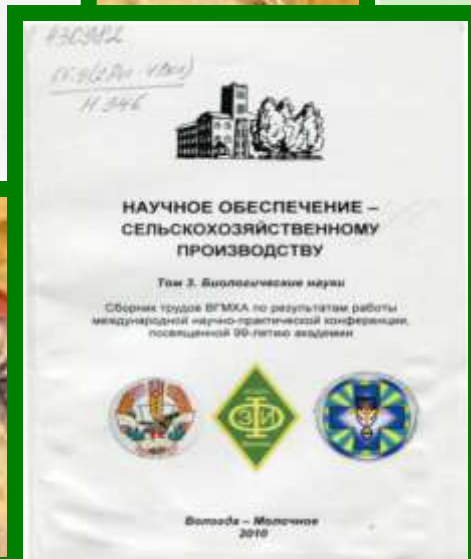 НАУЧНОЕ ОБЕСПЕЧЕНИЕ –
СЕЛЬСКОХОЗЯЙСТВЕННОМУ
ПРОИЗВОДСТВУ
Том 3. Биологические науки
Сборник трудов ВГМХА по результатам работы
международной научно-практической конференции,
посвященной 99-летию академии
Вологда – Молочное
2010